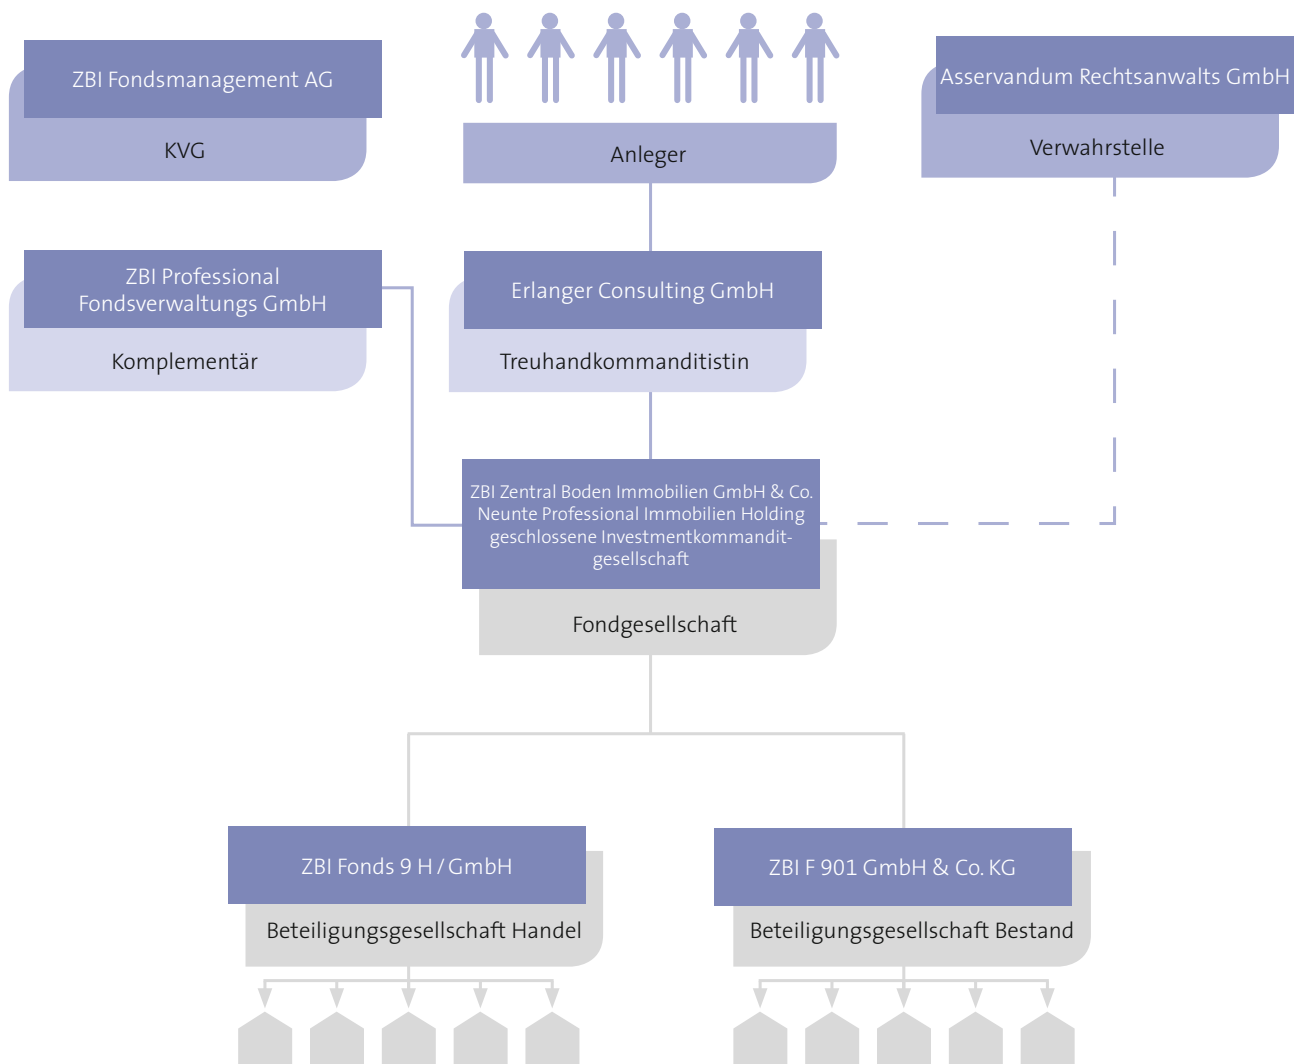 ZBI Fondsmanagement AG
KVG
Anleger
Asservandum Rechtsanwalts GmbH
Verwahrstelle
ZBI Professional
Fondsverwaltungs GmbH
Komplementär
Erlanger Consulting GmbH
Treuhandkommanditistin
ZBI Zentral Boden Immobilien GmbH & Co.
Neunte Professional Immobilien Holding
geschlossene Investmentkommandit-
gesellschaft
Fondgesellschaft
ZBI Fonds 9 H / GmbH
Beteiligungsgesellschaft Handel
ZBI F 901 GmbH & Co. KG
Beteiligungsgesellschaft Bestand